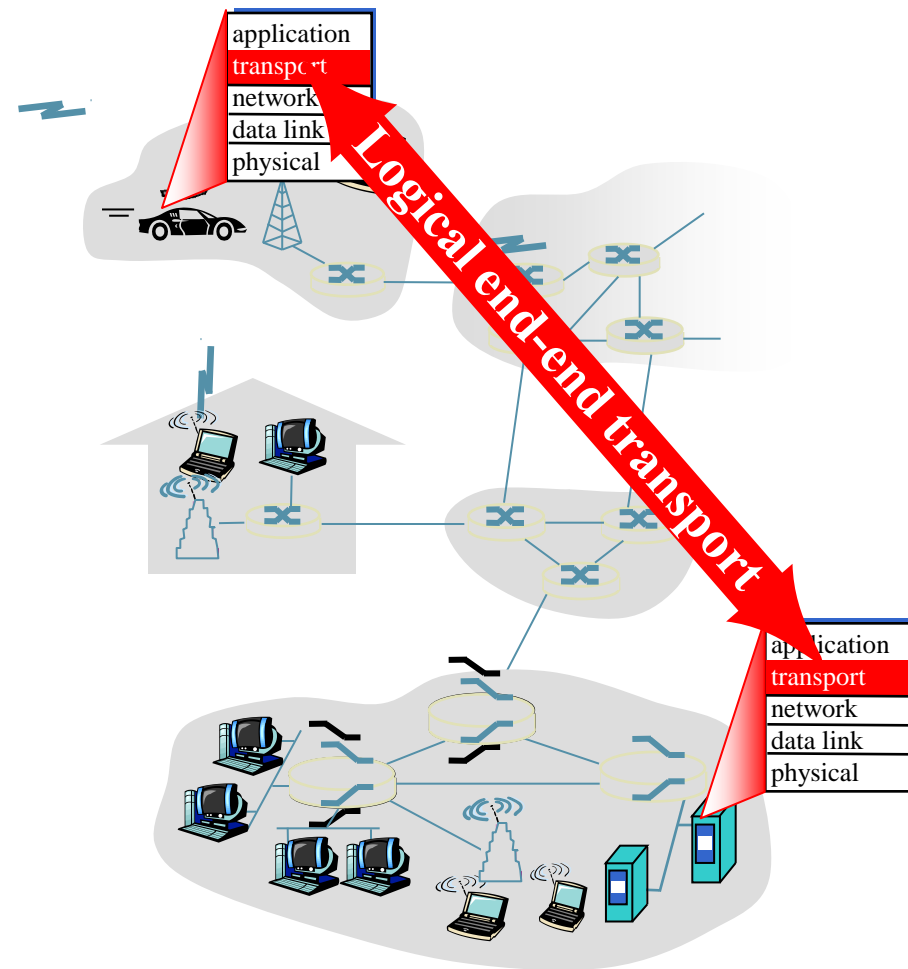 application
transport
network
data link
physical
Logical end-end transport
application
transport
network
data link
physical